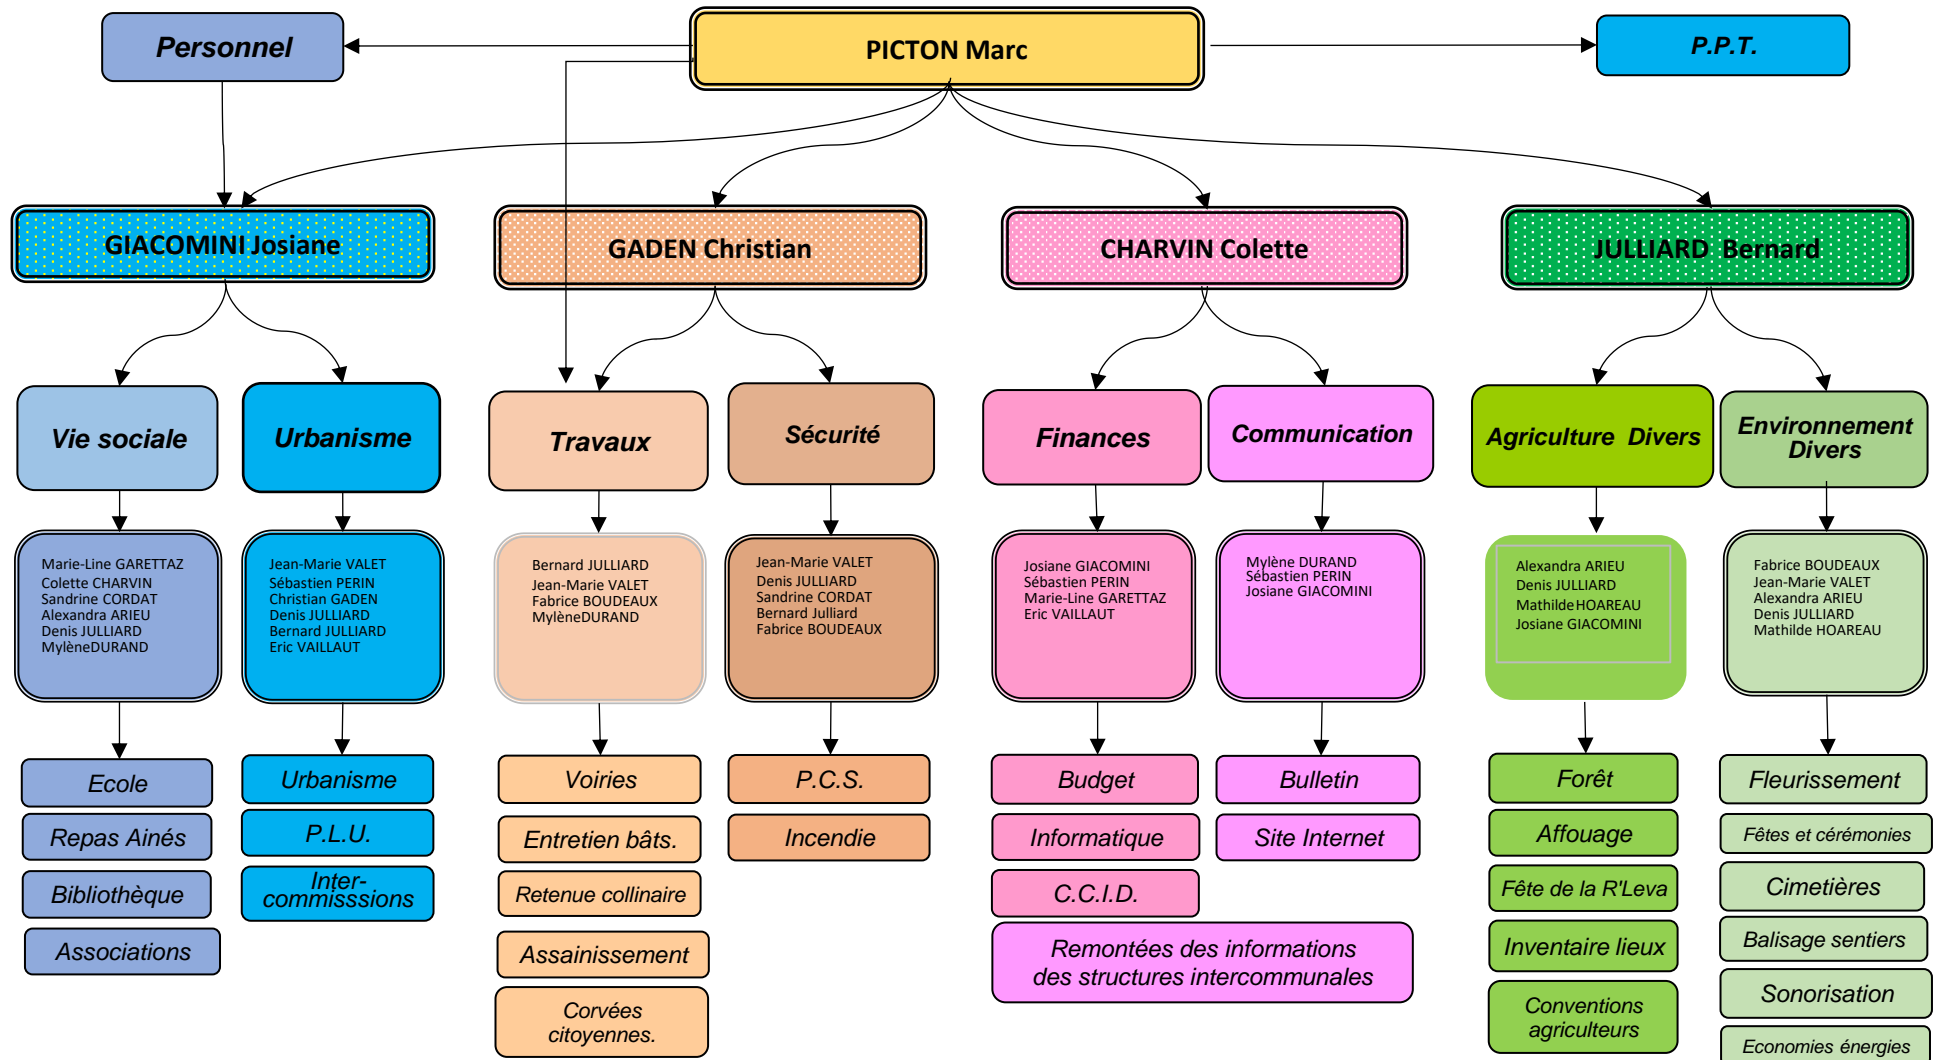 Personnel
PICTON Marc
P.P.T.
GIACOMINI Josiane
GADEN Christian
CHARVIN Colette
JULLIARD  Bernard
Vie sociale
Urbanisme
Travaux
Sécurité
Finances
Communication
Agriculture  Divers
Environnement
Divers
Marie-Line GARETTAZ
Colette CHARVIN
Sandrine CORDAT
Alexandra ARIEU
Denis JULLIARD
MylèneDURAND
Jean-Marie VALET
Sébastien PERIN
Christian GADEN
Denis JULLIARD
Bernard JULLIARD
Eric VAILLAUT
Bernard JULLIARD
Jean-Marie VALET
Fabrice BOUDEAUX
MylèneDURAND
Jean-Marie VALET
Denis JULLIARD
Sandrine CORDAT
Bernard Julliard
Fabrice BOUDEAUX
Josiane GIACOMINI
Sébastien PERIN
Marie-Line GARETTAZ
Eric VAILLAUT
Mylène DURAND
Sébastien PERIN
Josiane GIACOMINI
Alexandra ARIEU
Denis JULLIARD
MathildeHOAREAU
Josiane GIACOMINI
Fabrice BOUDEAUX
Jean-Marie VALET
Alexandra ARIEU
Denis JULLIARD
Mathilde HOAREAU
Ecole
Repas Ainés
Bibliothèque
Associations
Urbanisme
P.L.U.
Inter-
commisssions
Voiries
Entretien bâts.
Retenue collinaire
Assainissement
Corvées
citoyennes.
P.C.S.
Incendie
Budget
Informatique
C.C.I.D.
Bulletin
Site Internet
Remontées des informations
des structures intercommunales
Forêt
Affouage
Fête de la R'Leva
Inventaire lieux
Conventions
agriculteurs
Fleurissement
Fêtes et cérémonies
Cimetières
Balisage sentiers
Sonorisation
Economies énergies